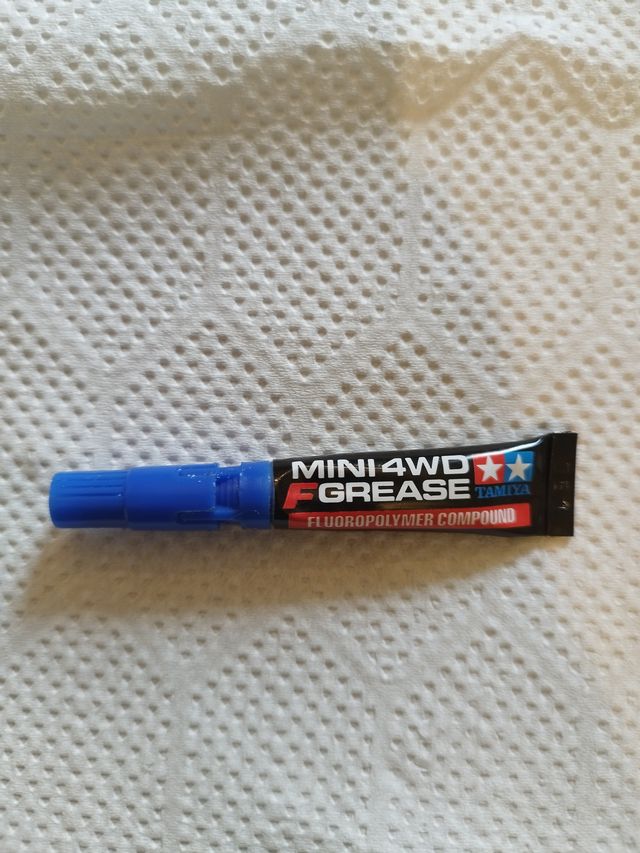 MINI 4WD
F GREASE
TAMIYA
FLUOROPOLYMER COMPOUND